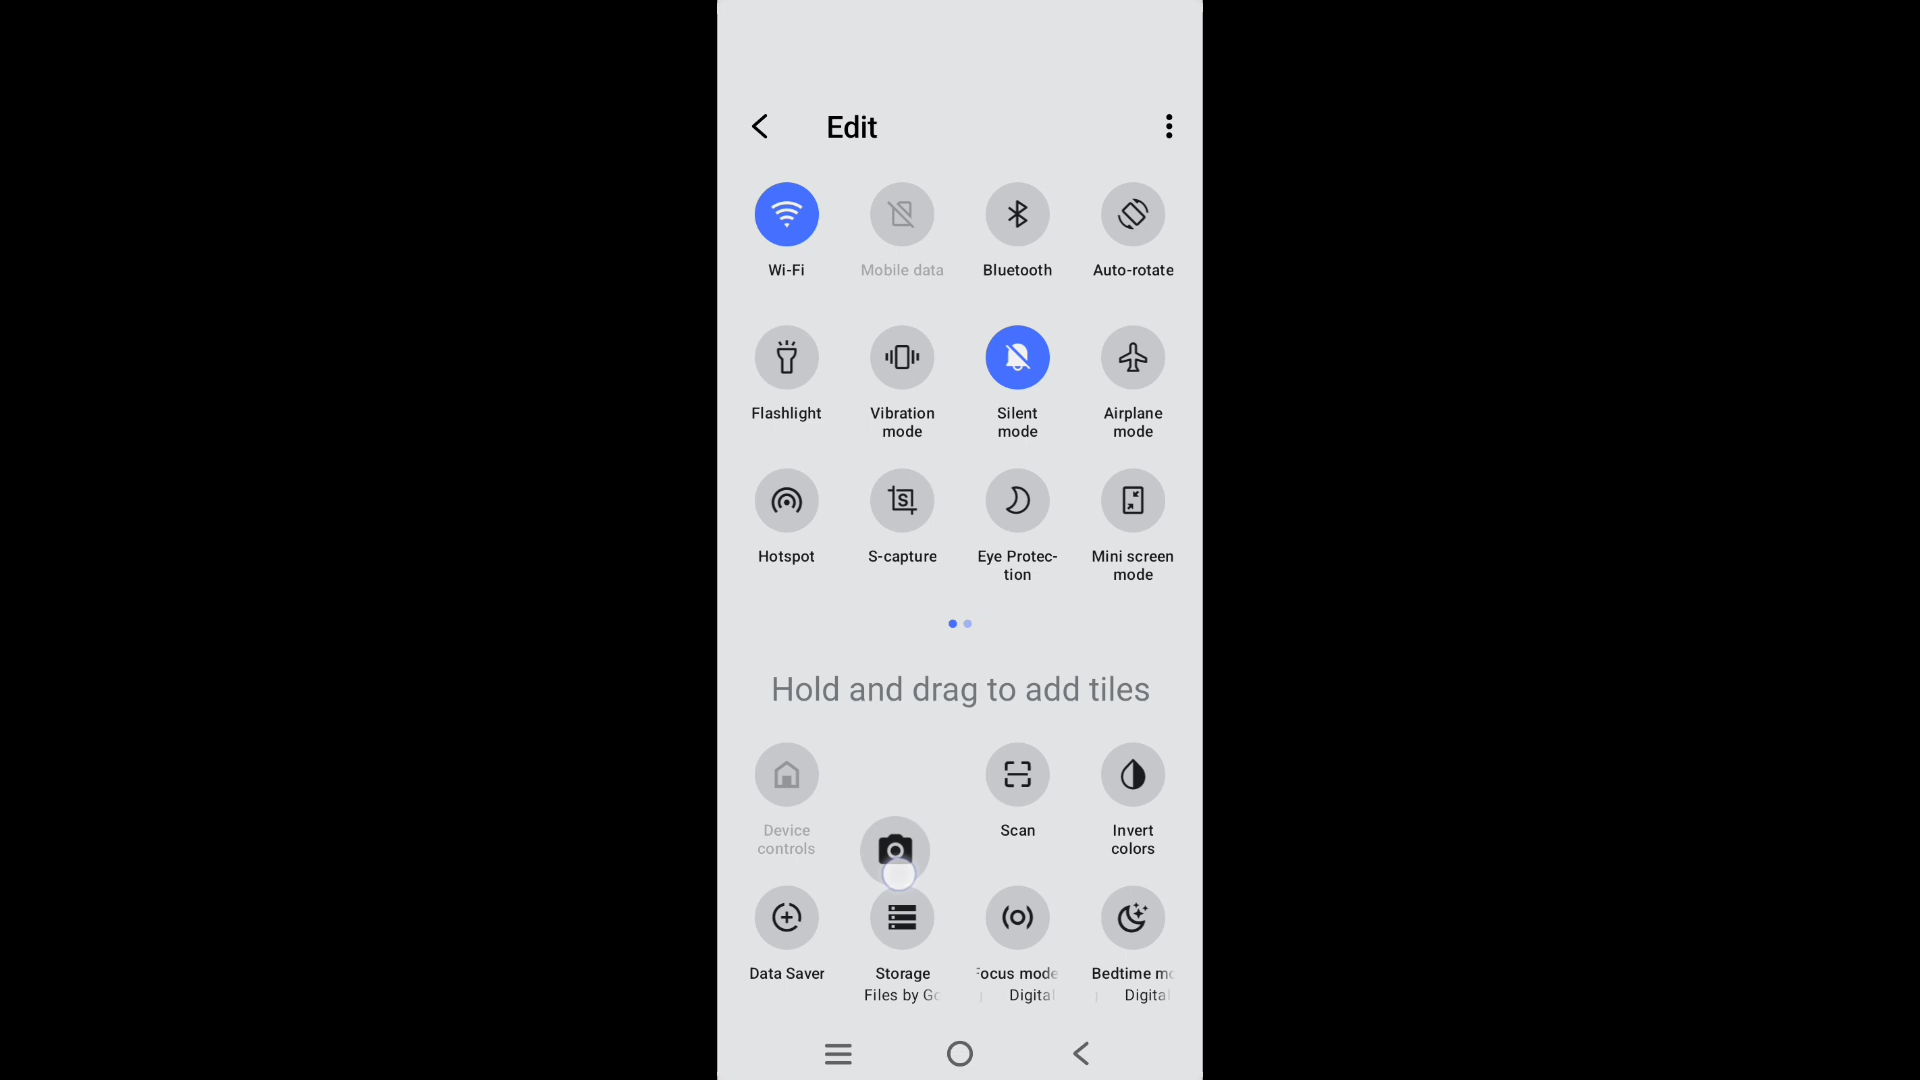 Edit
Wi-Fi
Mobile data
Bluetooth
Auto-rotate
Flashlight
Vibration
mode
Silent
mode
Airplane
mode
Hotspot
S-capture
Eye Protec-
tion
Mini screen
mode
Hold and drag to add tiles
Device
controls
Scan
Invert
colors
Data Saver
Storage
Files by Go
Focus mode
Digital
Bedtime mo
Digital